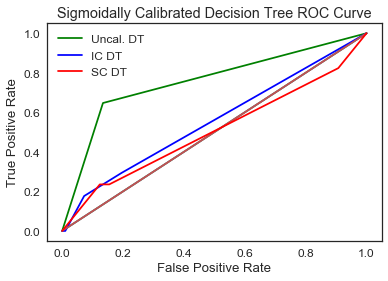 Sigmoidally Calibrated Decision Tree ROC Curve
True Positive Rate
1.0
0.8
0.6
0.4
0.2
0.0
Uncal. DT
IC DT
SC DT
0.0 0.2 0.4 0.6 0.8 1.0
False Positive Rate